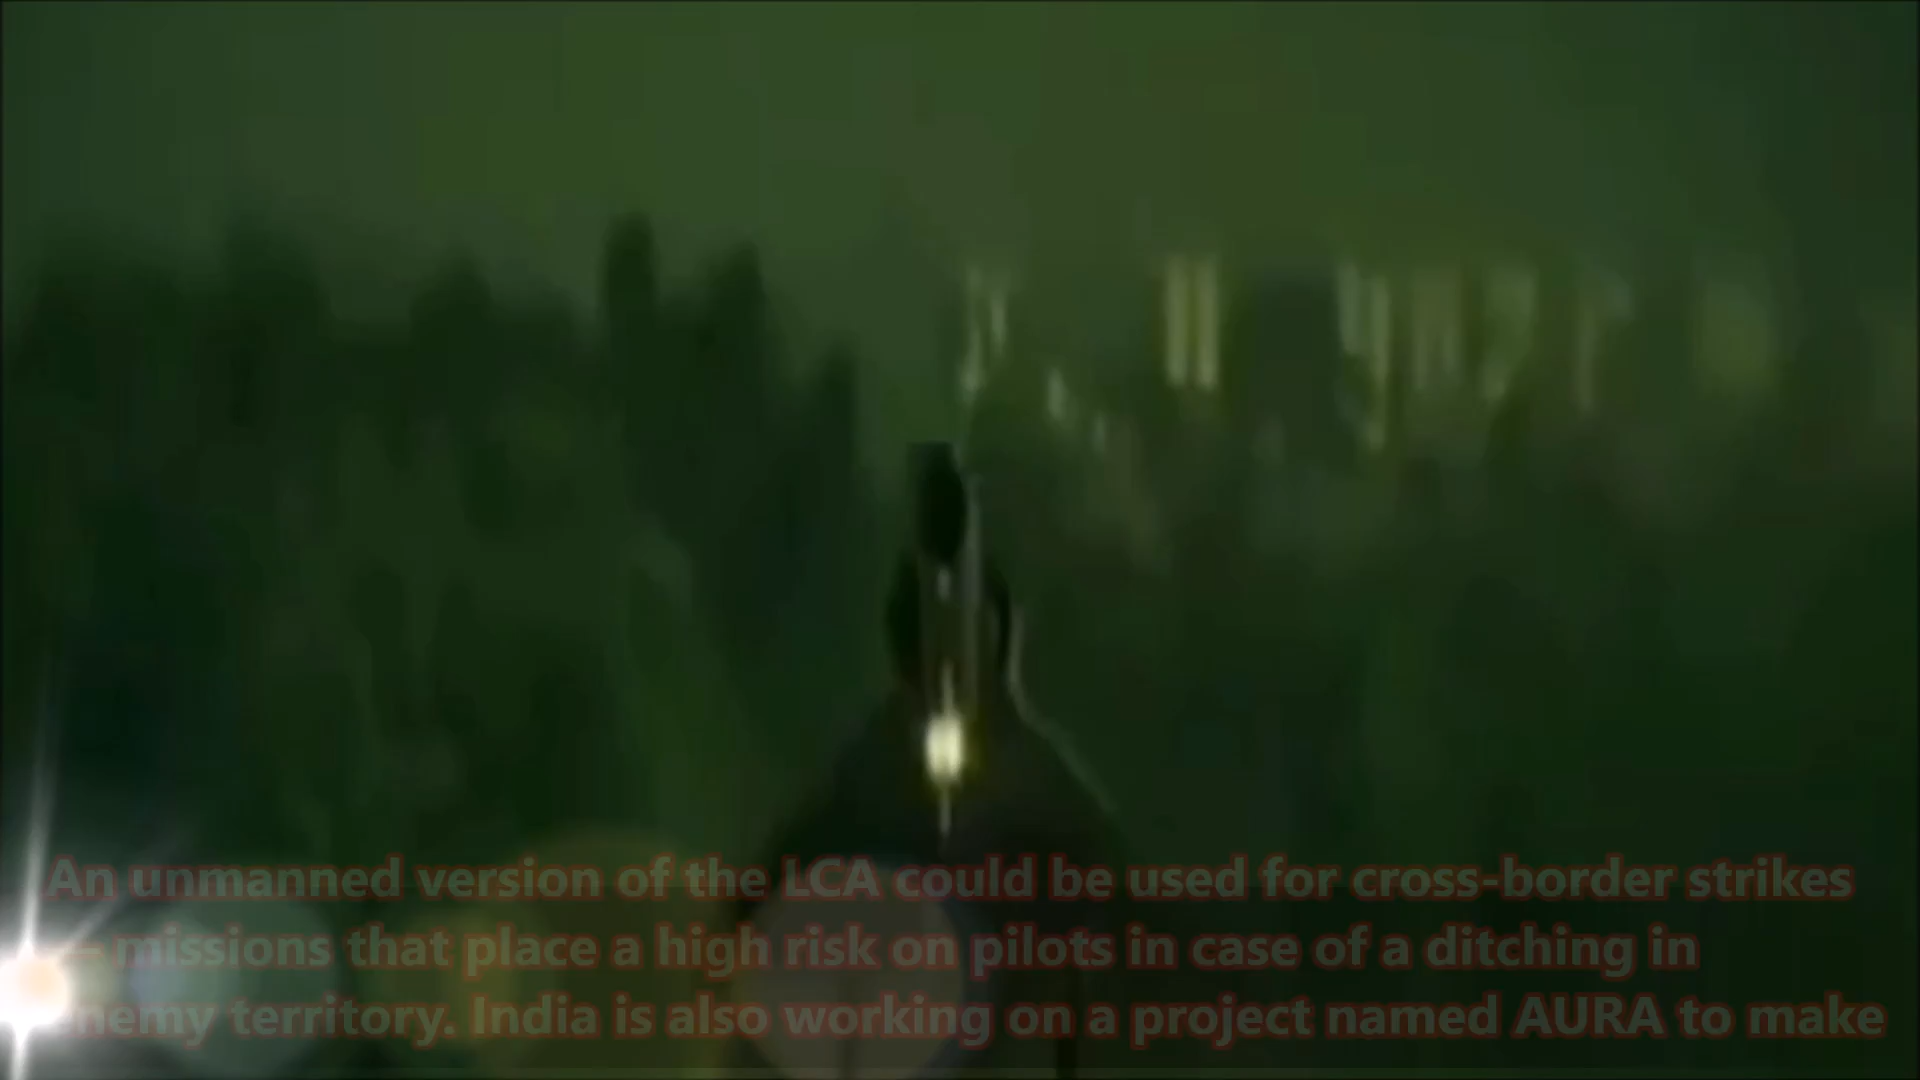 An unmanned version of the LCA could be used for cross-border strikes
– missions that place a high risk on pilots in case of a ditching in
enemy territory. India is also working on a project named AURA to make